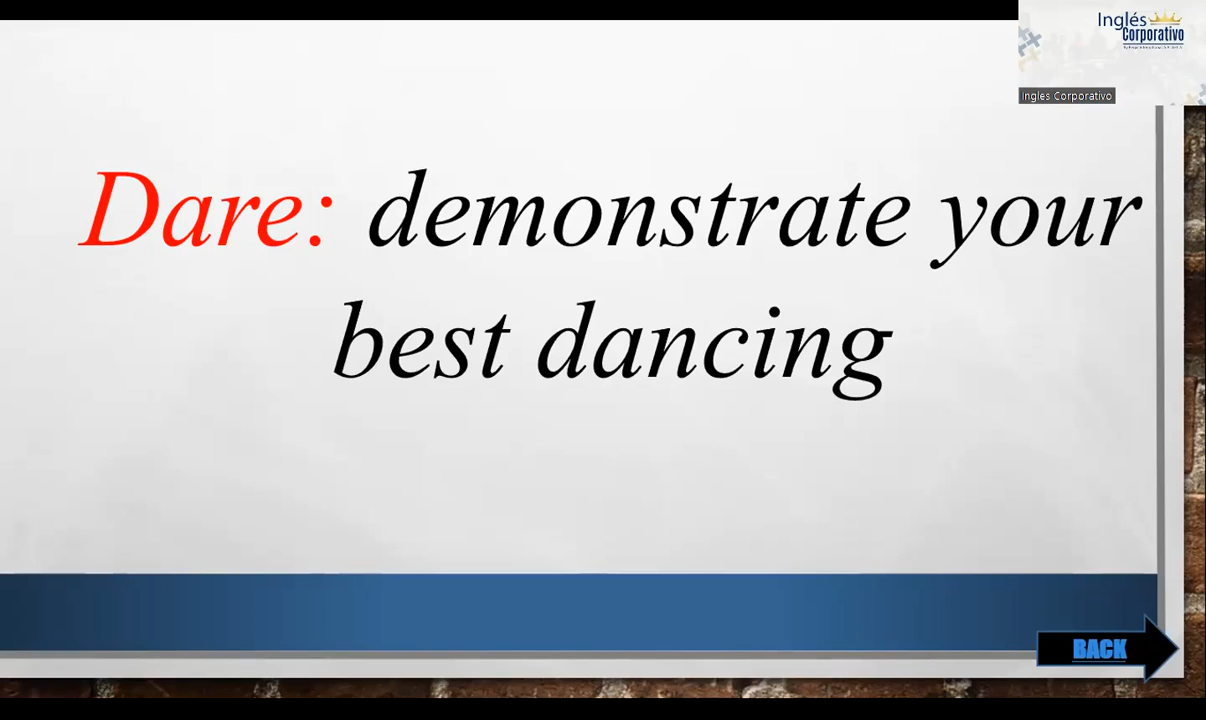 Inglés
Corporativo
Ingles Corporativo
Dare: demonstrate your
best dancing
BACK